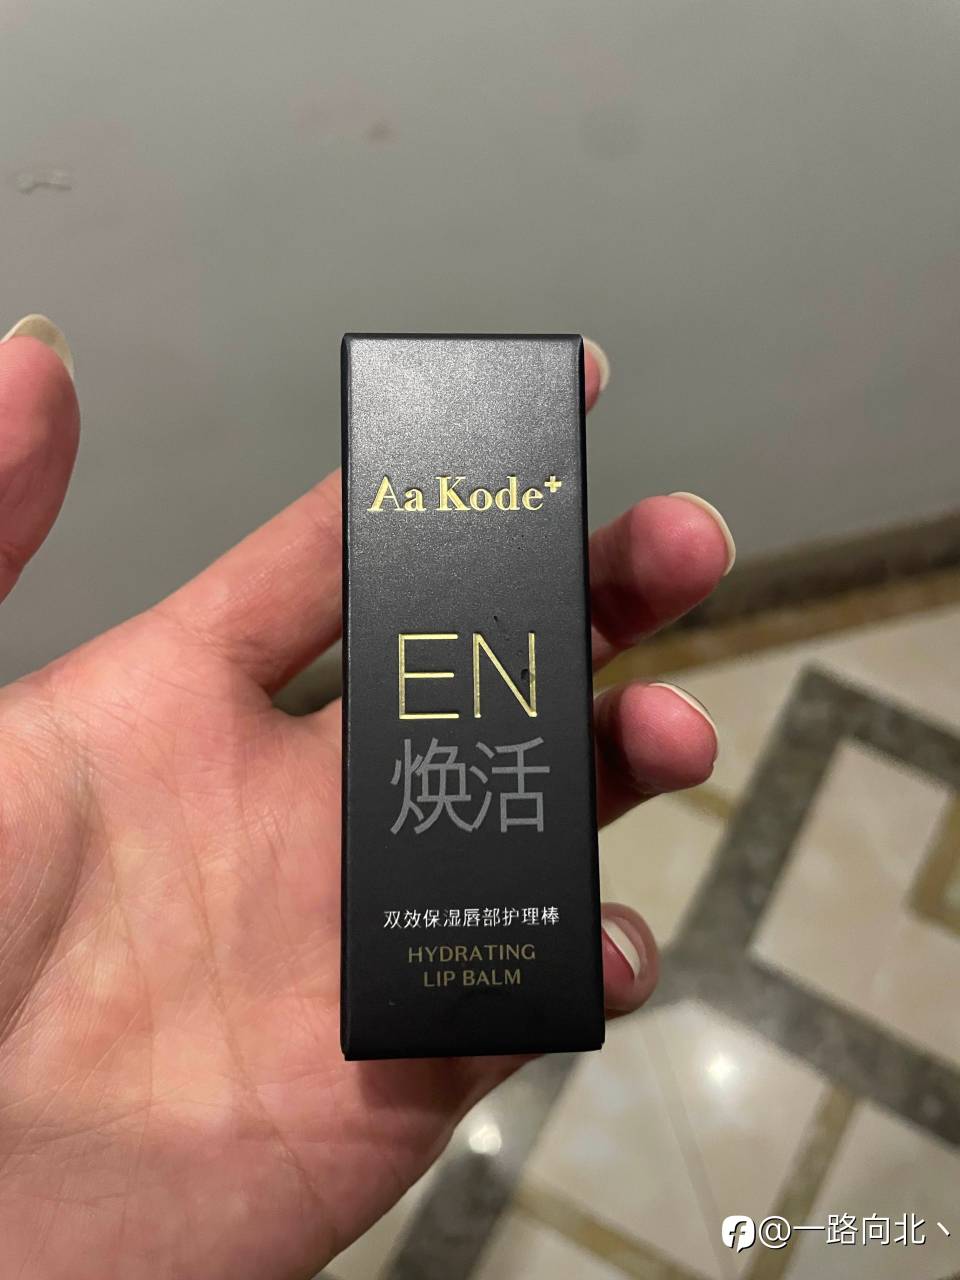 Aa Kode+
EN
焕活
双效保湿唇部护理棒
HYDRATING
LIP BALM
@一路向北丶